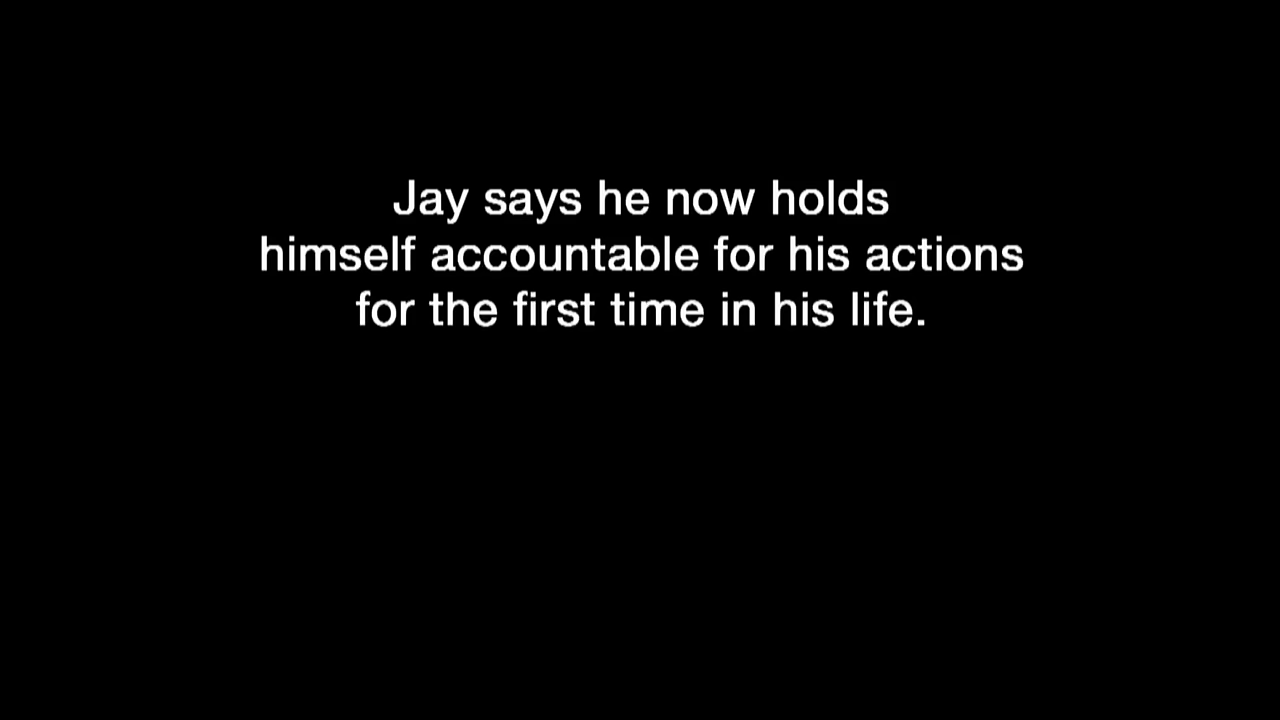 Jay says he now holds
himself accountable for his actions
for the first time in his life.